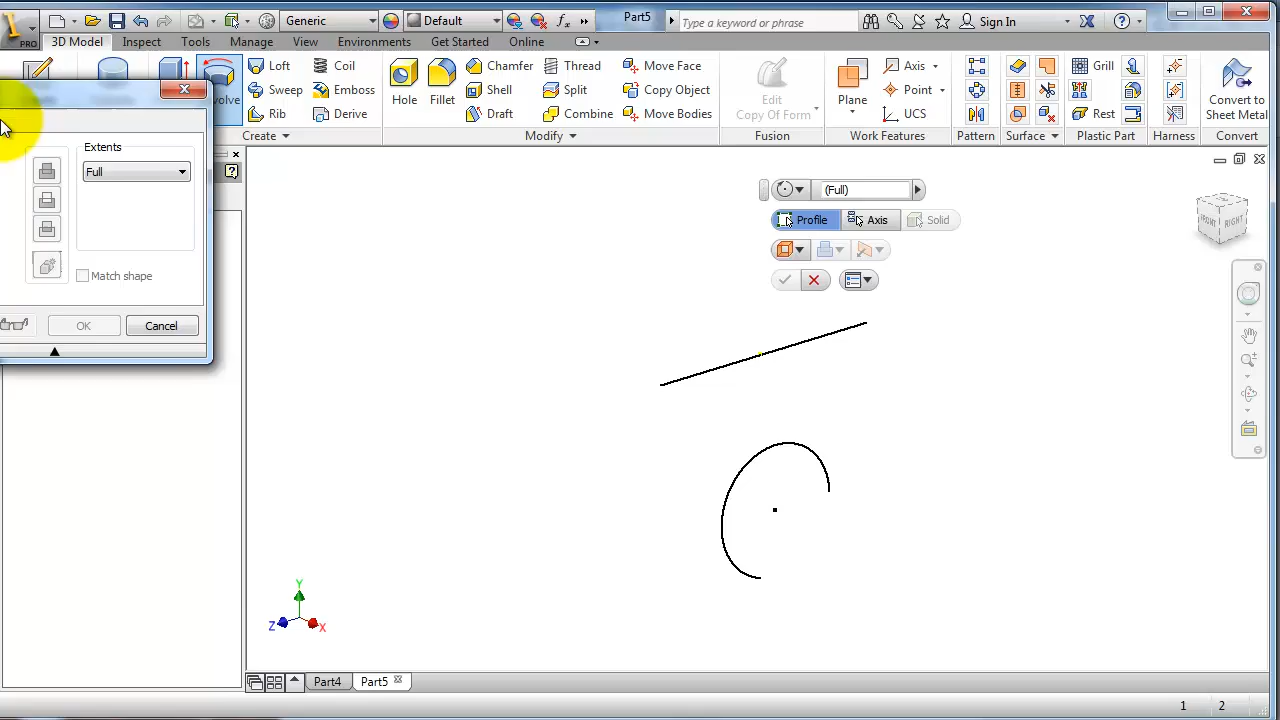 Generic
Default
fx
Part5
Type a keyword or phrase
Sign In
PRO
3D Model
Inspect
Tools
Manage
View
Environments
Get Started
Online
Loft
Coil
Sweep
Emboss
Rib
Derive
Create
Hole
Fillet
Chamfer
Thread
Move Face
Shell
Split
Copy Object
Draft
Combine
Move Bodies
Modify
Edit
Copy Of Form
Fusion
Plane
Axis
Point
UCS
Work Features
Pattern
Surface
Grill
Boss
Rest
Plastic Part
Harness
Convert to
Sheet Metal
Convert
Extents
Full
Match shape
OK
Cancel
(Full)
Profile
Axis
Solid
FRONT
RIGHT
Y
Z
X
Part4
Part5
1
2